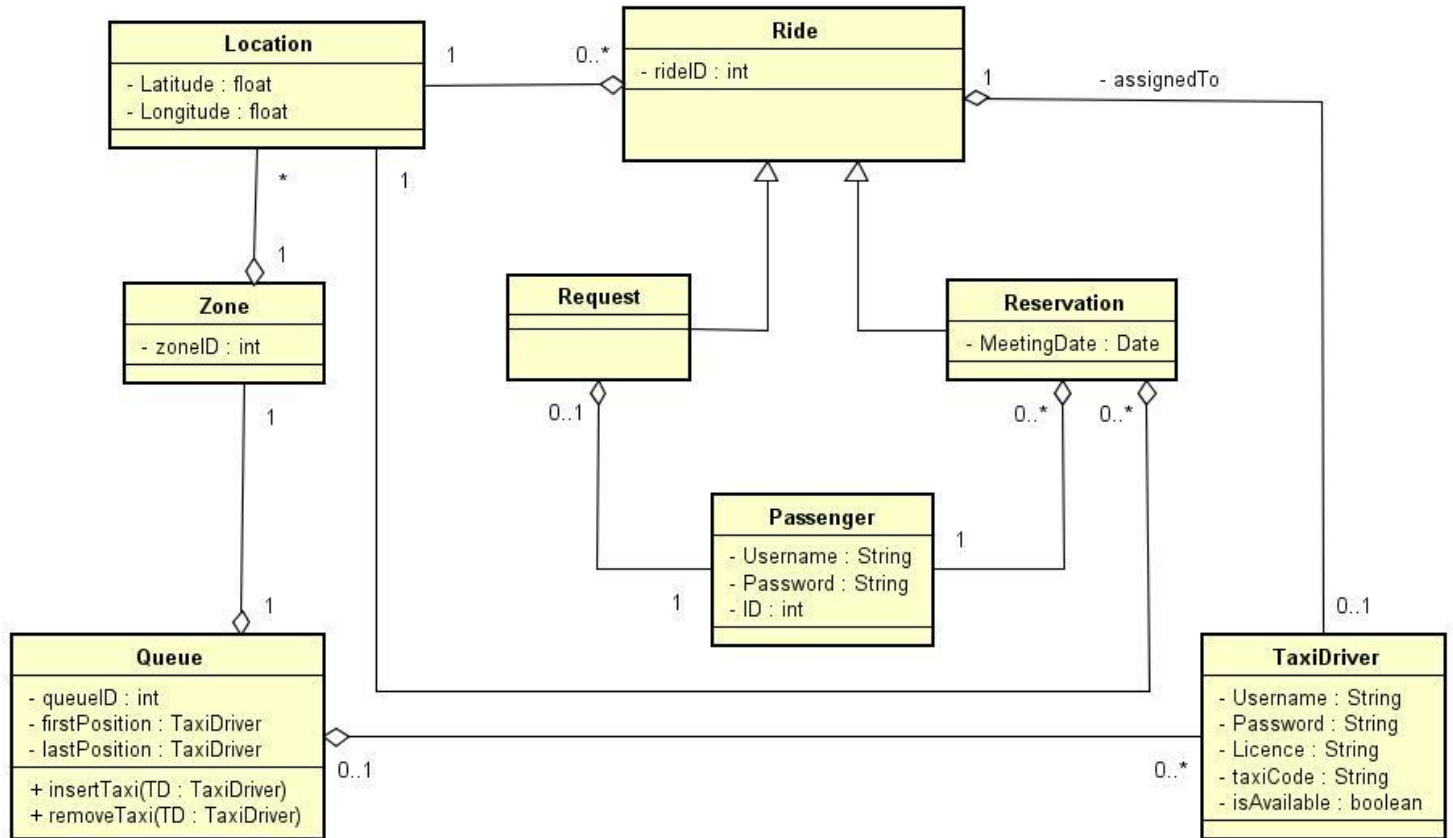 Location
- Latitude : float
- Longitude : float
1
0..*
Ride
- rideID : int
1
- assignedTo
*
1
1
Zone
- zoneID : int
1
Request
0..1
Reservation
- MeetingDate : Date
0..*
0..*
Passenger
- Username : String
- Password : String
- ID : int
1
1
1
Queue
- queueID : int
- firstPosition : TaxiDriver
- lastPosition : TaxiDriver
+ insertTaxi(TD : TaxiDriver)
+ removeTaxi(TD : TaxiDriver)
0..1
0..*
0..1
TaxiDriver
- Username : String
- Password : String
- Licence : String
- taxiCode : String
- isAvailable : boolean